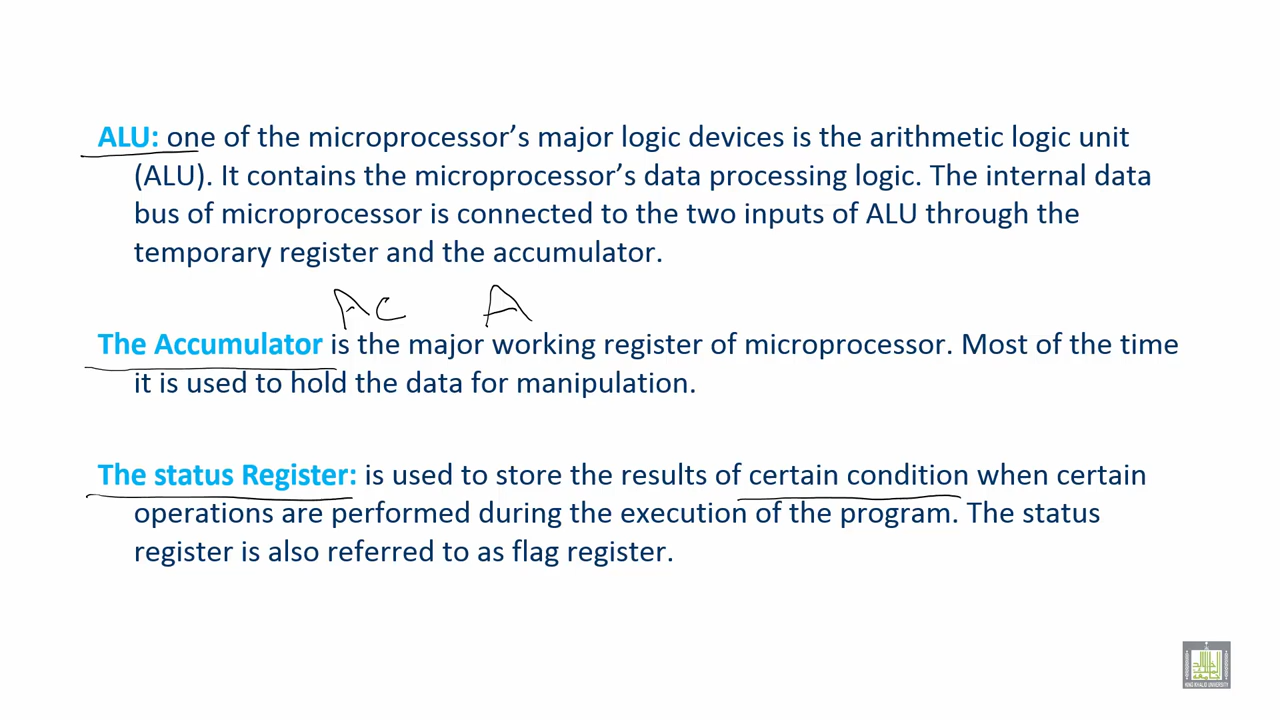 ALU: one of the microprocessor’s major logic devices is the arithmetic logic unit
(ALU). It contains the microprocessor’s data processing logic. The internal data
bus of microprocessor is connected to the two inputs of ALU through the
temporary register and the accumulator.
AC A
The Accumulator is the major working register of microprocessor. Most of the time
it is used to hold the data for manipulation.
The status Register: is used to store the results of certain condition when certain
operations are performed during the execution of the program. The status
register is also referred to as flag register.
KING KHALID UNIVERSITY